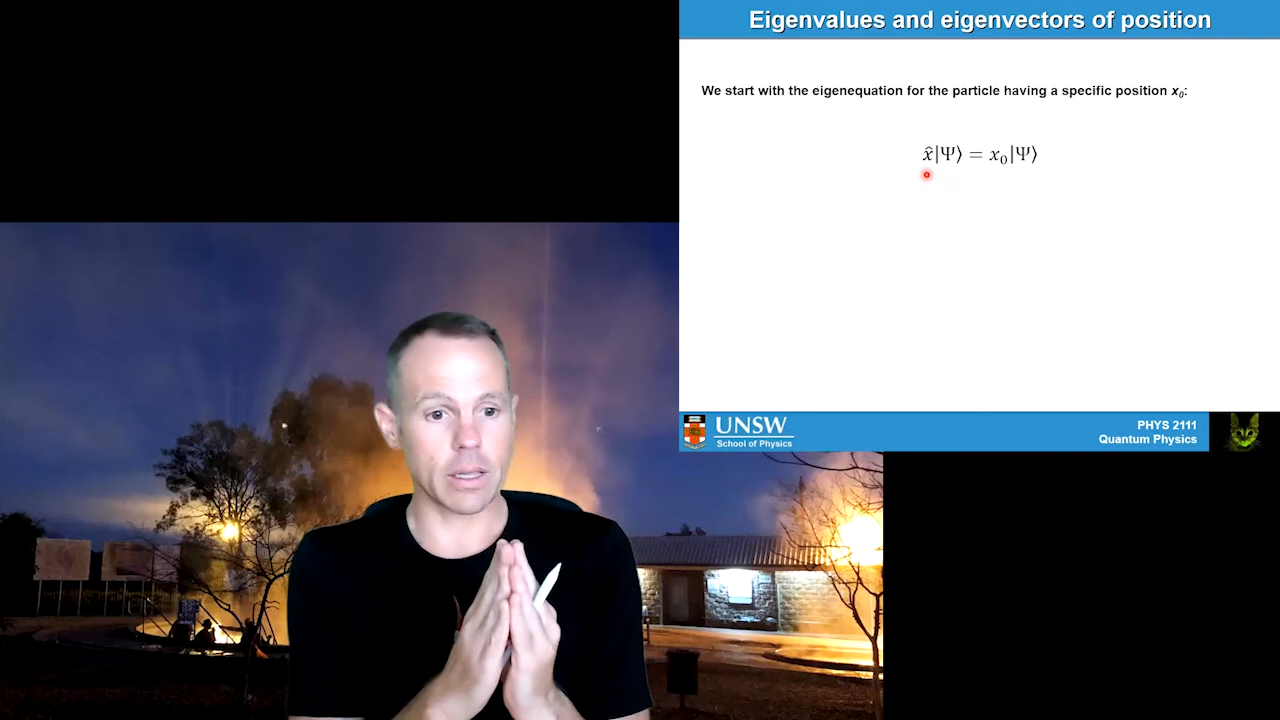 Eigenvalues and eigenvectors of position
We start with the eigenequation for the particle having a specific position x₀:
x̂|Ψ⟩ = x₀|Ψ⟩
UNSW
School of Physics
PHYS 2111
Quantum Physics